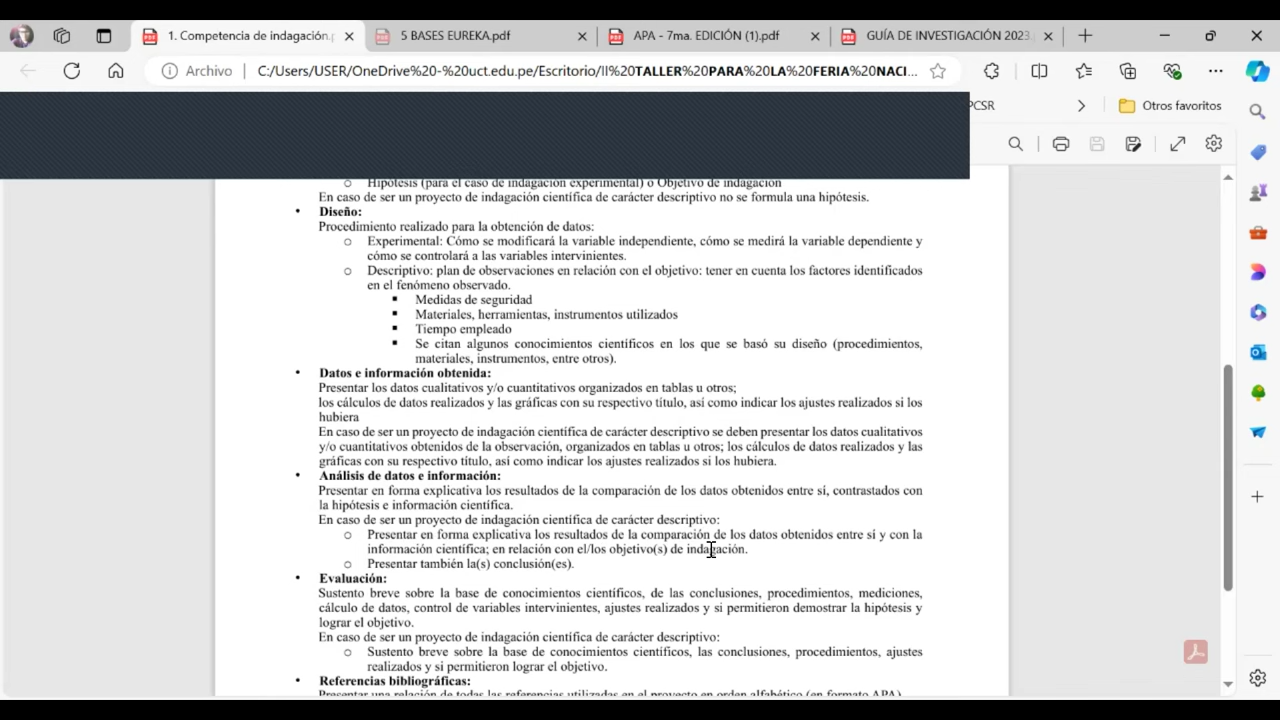 1. Competencia de indagación.p
5 BASES EUREKA.pdf
APA - 7ma. EDICIÓN (1).pdf
GUÍA DE INVESTIGACIÓN 2023
Archivo
C:/Users/USER/OneDrive%20-%20uct.edu.pe/Escritorio/II%20TALLER%20PARA%20LA%20FERIA%20NACI...
PCSR
Otros favoritos
o Hipótesis (para el caso de indagación experimental) o Objetivo de indagación
En caso de ser un proyecto de indagación científica de carácter descriptivo no se formula una hipótesis.
• Diseño:
Procedimiento realizado para la obtención de datos:
o Experimental: Cómo se modificará la variable independiente, cómo se medirá la variable dependiente y
cómo se controlará a las variables intervinientes.
o Descriptivo: plan de observaciones en relación con el objetivo: tener en cuenta los factores identificados
en el fenómeno observado.
▪ Medidas de seguridad
▪ Materiales, herramientas, instrumentos utilizados
▪ Tiempo empleado
▪ Se citan algunos conocimientos científicos en los que se basó su diseño (procedimientos,
materiales, instrumentos, entre otros).
• Datos e información obtenida:
Presentar los datos cualitativos y/o cuantitativos organizados en tablas u otros;
los cálculos de datos realizados y las gráficas con su respectivo título, así como indicar los ajustes realizados si los
hubiera
En caso de ser un proyecto de indagación científica de carácter descriptivo se deben presentar los datos cualitativos
y/o cuantitativos obtenidos de la observación, organizados en tablas u otros; los cálculos de datos realizados y las
gráficas con su respectivo título, así como indicar los ajustes realizados si los hubiera.
• Análisis de datos e información:
Presentar en forma explicativa los resultados de la comparación de los datos obtenidos entre sí, contrastados con
la hipótesis e información científica.
En caso de ser un proyecto de indagación científica de carácter descriptivo:
o Presentar en forma explicativa los resultados de la comparación de los datos obtenidos entre sí y con la
información científica; en relación con el/los objetivo(s) de indagación.
o Presentar también la(s) conclusión(es).
• Evaluación:
Sustento breve sobre la base de conocimientos científicos, de las conclusiones, procedimientos, mediciones,
cálculo de datos, control de variables intervinientes, ajustes realizados y si permitieron demostrar la hipótesis y
lograr el objetivo.
En caso de ser un proyecto de indagación científica de carácter descriptivo:
o Sustento breve sobre la base de conocimientos científicos, las conclusiones, procedimientos, ajustes
realizados y si permitieron lograr el objetivo.
• Referencias bibliográficas:
Presentar una relación de todas las referencias utilizadas en el proyecto en orden alfabético (en formato APA)